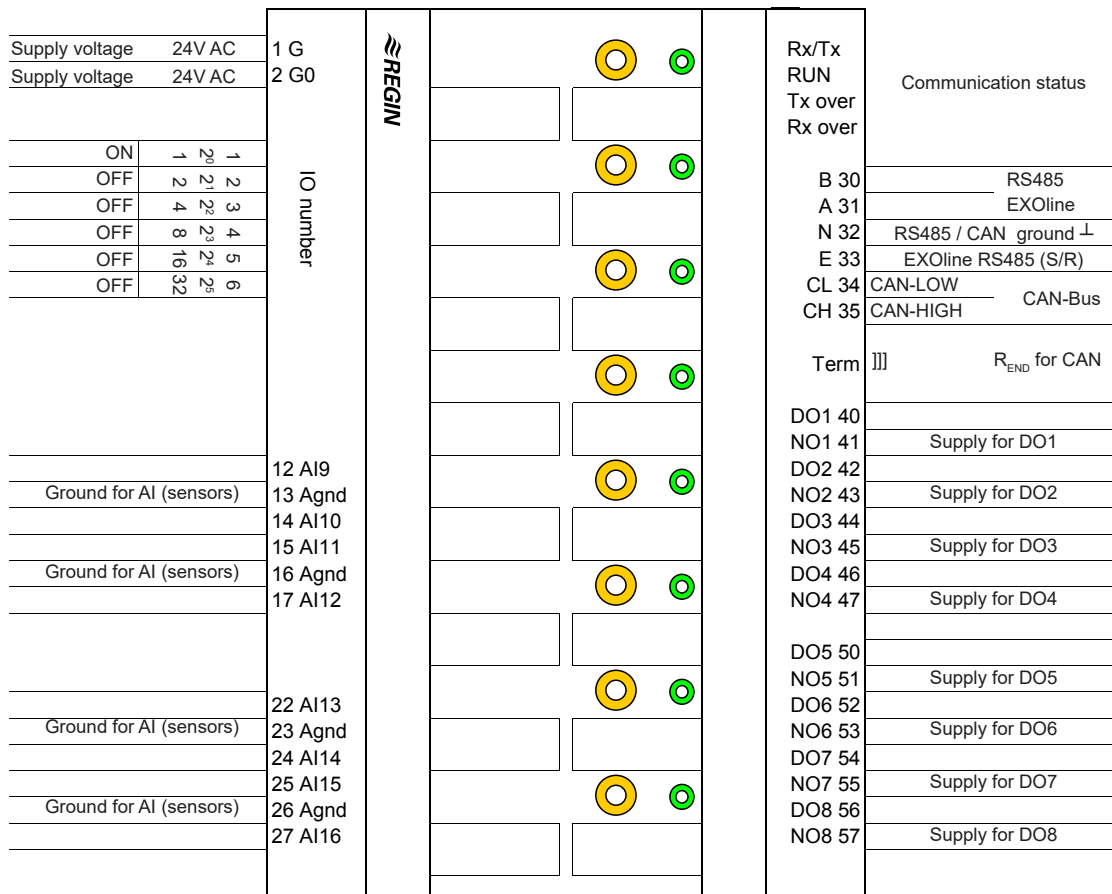 Supply voltage 24V AC 1 G
Supply voltage 24V AC 2 G0
ON 1 2⁰ 1
OFF 2 2¹ 2
OFF 4 2² 3
OFF 8 2³ 4
OFF 16 2⁴ 5
OFF 32 2⁵ 6
IO number
REGIN
12 AI9
Ground for AI (sensors) 13 Agnd
14 AI10
15 AI11
Ground for AI (sensors) 16 Agnd
17 AI12
22 AI13
Ground for AI (sensors) 23 Agnd
24 AI14
25 AI15
Ground for AI (sensors) 26 Agnd
27 AI16
Rx/Tx
RUN
Communication status
Tx over
Rx over
B 30 RS485
A 31 EXOline
N 32 RS485 / CAN ground ┴
E 33 EXOline RS485 (S/R)
CL 34 CAN-LOW
CAN-Bus
CH 35 CAN-HIGH
Term ]]] R_END for CAN
DO1 40
NO1 41 Supply for DO1
DO2 42
NO2 43 Supply for DO2
DO3 44
NO3 45 Supply for DO3
DO4 46
NO4 47 Supply for DO4
DO5 50
NO5 51 Supply for DO5
DO6 52
NO6 53 Supply for DO6
DO7 54
NO7 55 Supply for DO7
DO8 56
NO8 57 Supply for DO8